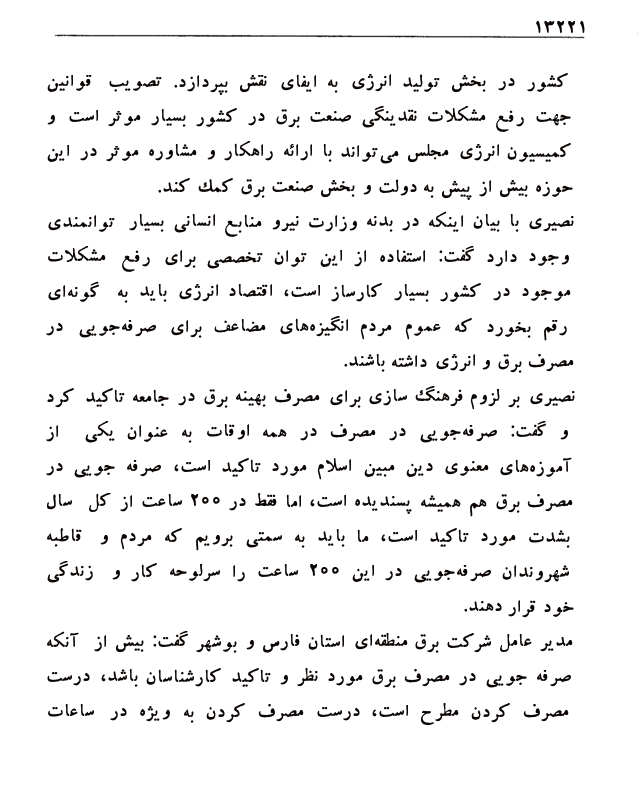 ۱۳۲۲۱
کشور در بخش تولید انرژی به ایفای نقش بپردازد. تصویب قوانین
جهت رفع مشکلات نقدینگی صنعت برق در کشور بسیار موثر است و
کمیسیون انرژی مجلس می‌تواند با ارائه راهکار و مشاوره موثر در این
حوزه بیش از پیش به دولت و بخش صنعت برق کمك کند.
نصیری با بیان اینکه در بدنه وزارت نیرو منابع انسانی بسیار توانمندی
وجود دارد گفت: استفاده از این توان تخصصی برای رفع مشکلات
موجود در کشور بسیار کارساز است، اقتصاد انرژی باید به گونه‌ای
رقم بخورد که عموم مردم انگیزه‌های مضاعف برای صرفه‌جویی در
مصرف برق و انرژی داشته باشند.
نصیری بر لزوم فرهنگ سازی برای مصرف بهینه برق در جامعه تاکید کرد
و گفت: صرفه‌جویی در مصرف در همه اوقات به عنوان یکی از
آموزه‌های معنوی دین مبین اسلام مورد تاکید است، صرفه جویی در
مصرف برق هم همیشه پسندیده است، اما فقط در ۲۰۰ ساعت از کل سال
بشدت مورد تاکید است، ما باید به سمتی برویم که مردم و قاطبه
شهروندان صرفه‌جویی در این ۲۰۰ ساعت را سرلوحه کار و زندگی
خود قرار دهند.
مدیر عامل شرکت برق منطقه‌ای استان فارس و بوشهر گفت: بیش از آنکه
صرفه جویی در مصرف برق مورد نظر و تاکید کارشناسان باشد، درست
مصرف کردن مطرح است، درست مصرف کردن به ویژه در ساعات